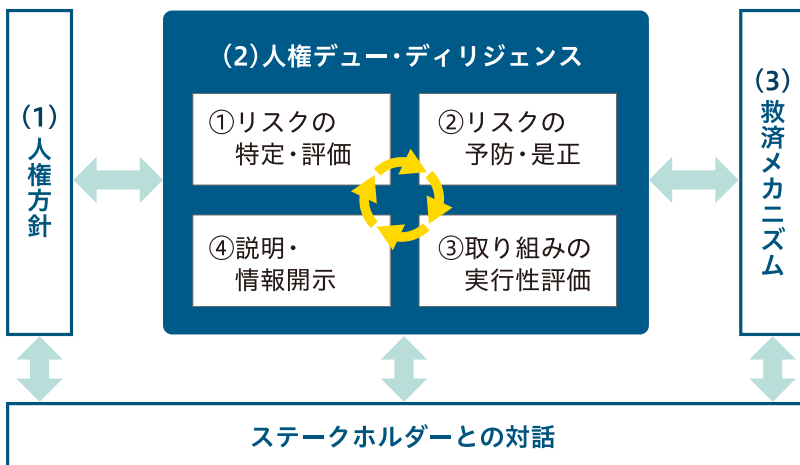 (1)人権方針
(2)人権デュー・ディリジェンス
①リスクの
特定・評価
②リスクの
予防・是正
④説明・
情報開示
③取り組みの
実行性評価
(3)救済メカニズム
ステークホルダーとの対話